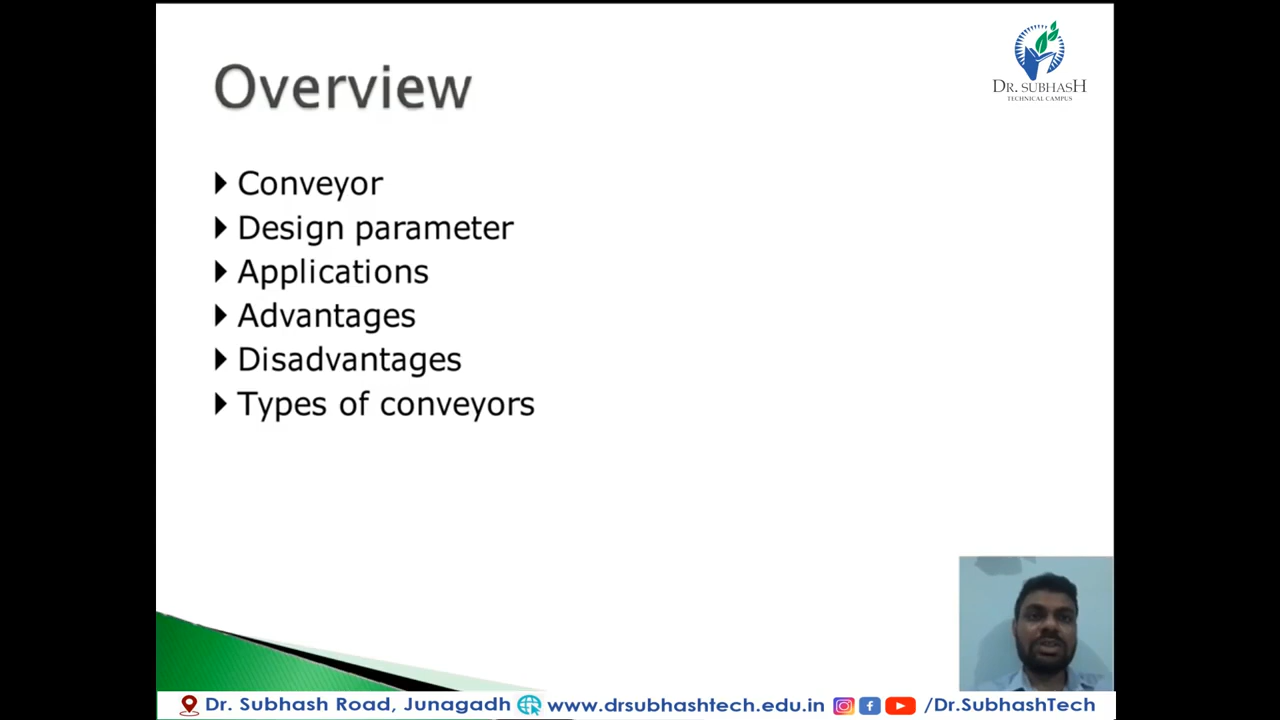 DR. SUBHASH
TECHNICAL CAMPUS
Overview
Conveyor
Design parameter
Applications
Advantages
Disadvantages
Types of conveyors
Dr. Subhash Road, Junagadh www.drsubhashtech.edu.in /Dr.SubhashTech